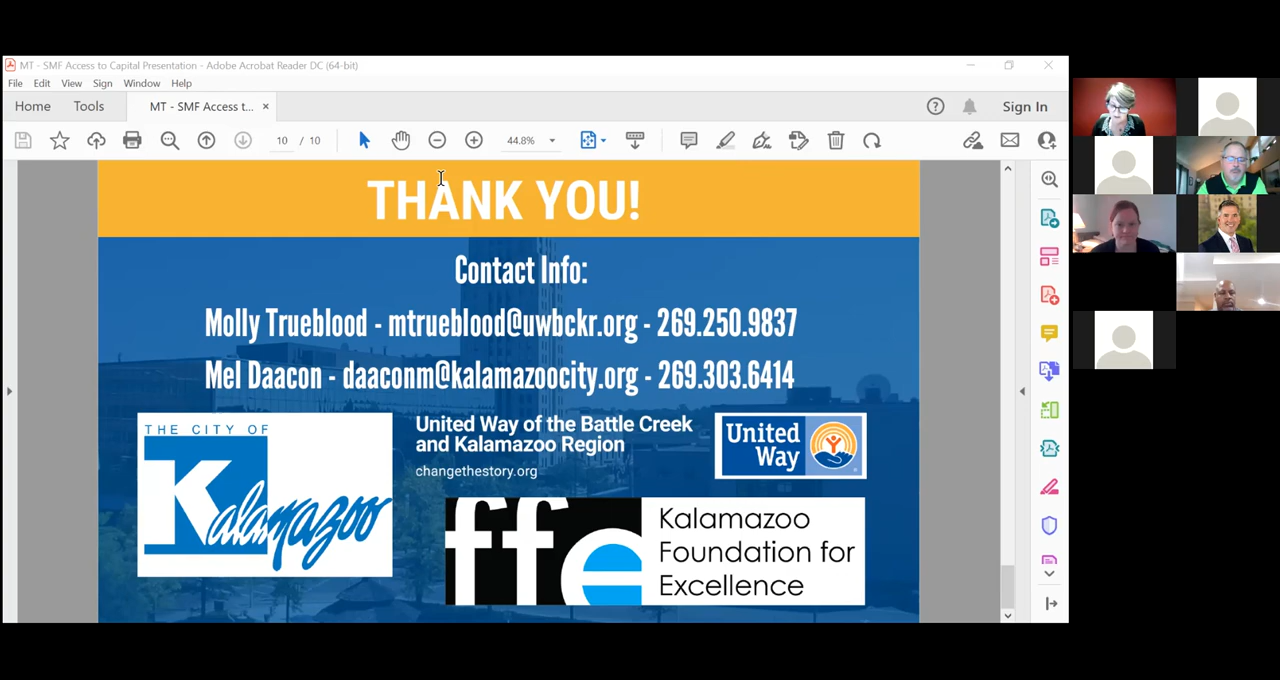 MT - SMF Access to Capital Presentation - Adobe Acrobat Reader DC (64-bit)
File Edit View Sign Window Help
Home Tools MT - SMF Access t... × Sign In
10 / 10 44.8%
THANK YOU!
Contact Info:
Molly Trueblood - mtrueblood@uwbckr.org - 269.250.9837
Mel Daacon - daaconm@kalamazoocity.org - 269.303.6414
THE CITY OF
Kalamazoo
United Way of the Battle Creek
and Kalamazoo Region
changethestory.org
United
Way
ffe
Kalamazoo
Foundation for
Excellence